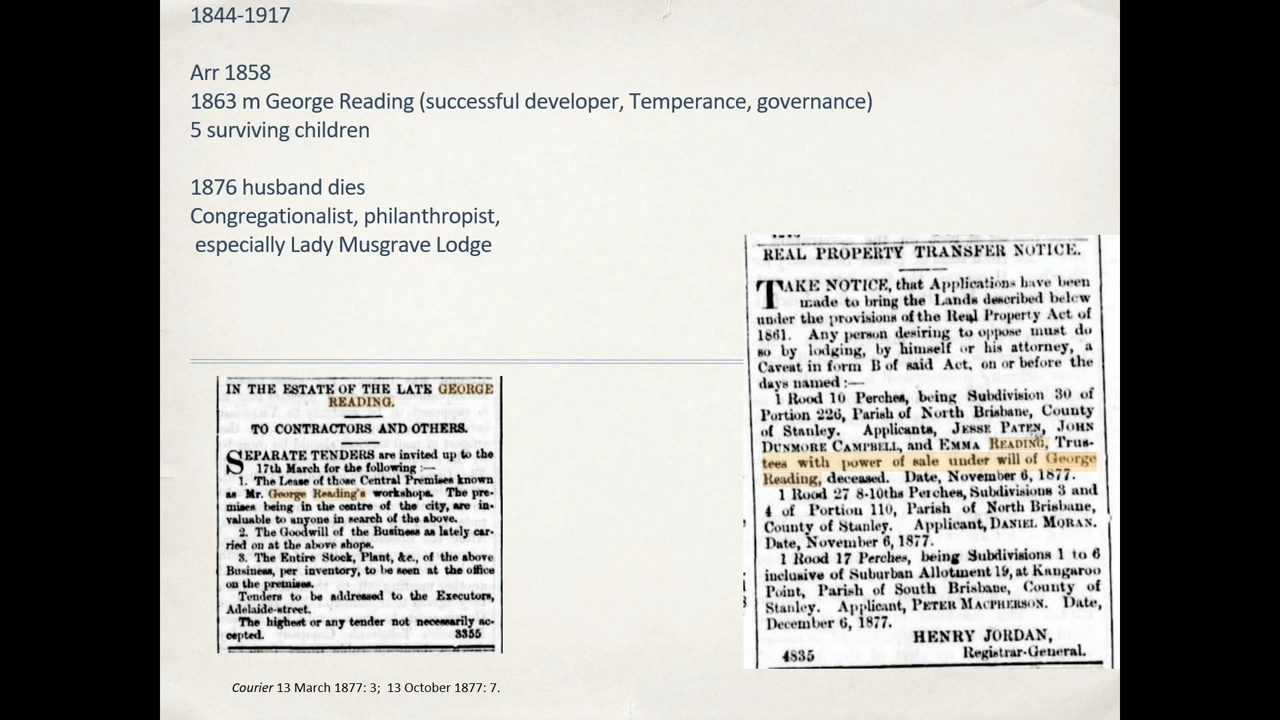 1844-1917
Arr 1858
1863 m George Reading (successful developer, Temperance, governance)
5 surviving children
1876 husband dies
Congregationalist, philanthropist,
especially Lady Musgrave Lodge
IN THE ESTATE OF THE LATE GEORGE
READING.
TO CONTRACTORS AND OTHERS.
SEPARATE TENDERS are invited up to the
17th March for the following :—
1. The Lease of those Central Premises known
as Mr. George Reading's workshops. The pre-
mises being in the centre of the city, are in-
valuable to anyone in search of the above.
2. The Goodwill of the Business as lately car-
ried on at the above shops.
3. The Entire Stock, Plant, &c., of the above
Business, per inventory, to be seen at the office
on the premises.
Tenders to be addressed to the Executors,
Adelaide-street.
The highest or any tender not necessarily ac-
cepted. 3355
Courier 13 March 1877: 3; 13 October 1877: 7.
REAL PROPERTY TRANSFER NOTICE.
TAKE NOTICE, that Applications have been
made to bring the Lands described below
under the provisions of the Real Property Act of
1861. Any person desiring to oppose must do
so by lodging, by himself or his attorney, a
Caveat in form B of said Act, on or before the
days named :—
1 Rood 10 Perches, being Subdivision 30 of
Portion 226, Parish of North Brisbane, County
of Stanley. Applicants, JESSE PATEN, JOHN
DUNMORE CAMPBELL, and EMMA READING, Trus-
tees with power of sale under will of George
Reading, deceased. Date, November 6, 1877.
1 Rood 27 8-10ths Perches, Subdivisions 3 and
4 of Portion 110, Parish of North Brisbane,
County of Stanley. Applicant, DANIEL MORAN.
Date, November 6, 1877.
1 Rood 17 Perches, being Subdivisions 1 to 6
inclusive of Suburban Allotment 19, at Kangaroo
Point, Parish of South Brisbane, County of
Stanley. Applicant, PETER MACPHERSON. Date,
December 6, 1877.
HENRY JORDAN,
4835 Registrar-General.